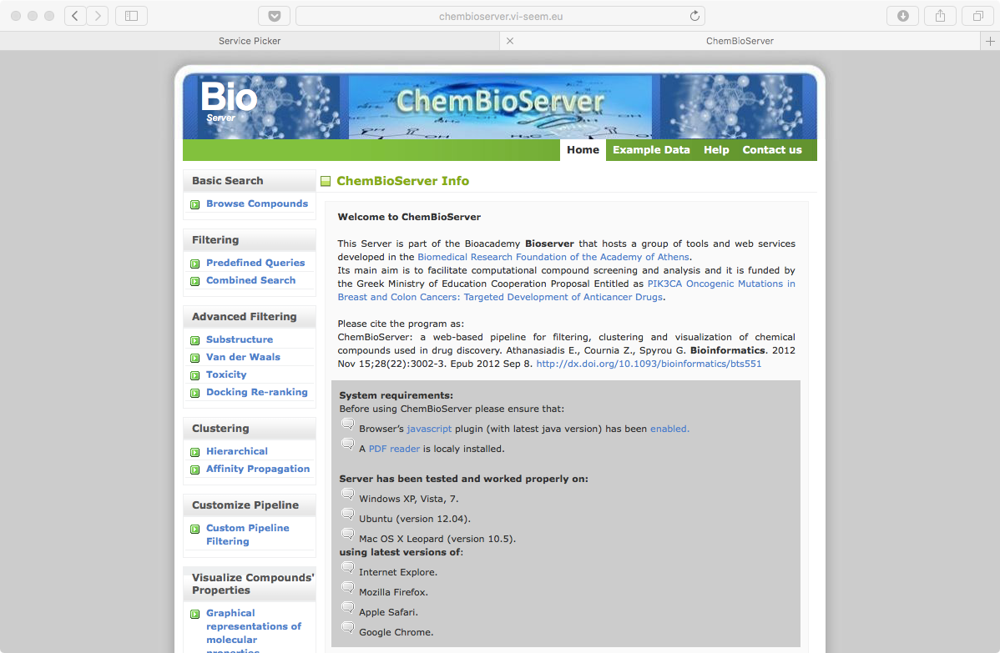 chembioserver.vi-seem.eu
Service Picker
ChemBioServer
Bio
Server
ChemBioServer
Home
Example Data
Help
Contact us
Basic Search
Browse Compounds
Filtering
Predefined Queries
Combined Search
Advanced Filtering
Substructure
Van der Waals
Toxicity
Docking Re-ranking
Clustering
Hierarchical
Affinity Propagation
Customize Pipeline
Custom Pipeline
Filtering
Visualize Compounds'
Properties
Graphical
representations of
molecular
properties
ChemBioServer Info
Welcome to ChemBioServer
This Server is part of the Bioacademy Bioserver that hosts a group of tools and web services
developed in the Biomedical Research Foundation of the Academy of Athens.
Its main aim is to facilitate computational compound screening and analysis and it is funded by
the Greek Ministry of Education Cooperation Proposal Entitled as PIK3CA Oncogenic Mutations in
Breast and Colon Cancers: Targeted Development of Anticancer Drugs.
Please cite the program as:
ChemBioServer: a web-based pipeline for filtering, clustering and visualization of chemical
compounds used in drug discovery. Athanasiadis E., Cournia Z., Spyrou G. Bioinformatics. 2012
Nov 15;28(22):3002-3. Epub 2012 Sep 8. http://dx.doi.org/10.1093/bioinformatics/bts551
System requirements:
Before using ChemBioServer please ensure that:
Browser's javascript plugin (with latest java version) has been enabled.
A PDF reader is localy installed.
Server has been tested and worked properly on:
Windows XP, Vista, 7.
Ubuntu (version 12.04).
Mac OS X Leopard (version 10.5).
using latest versions of:
Internet Explore.
Mozilla Firefox.
Apple Safari.
Google Chrome.